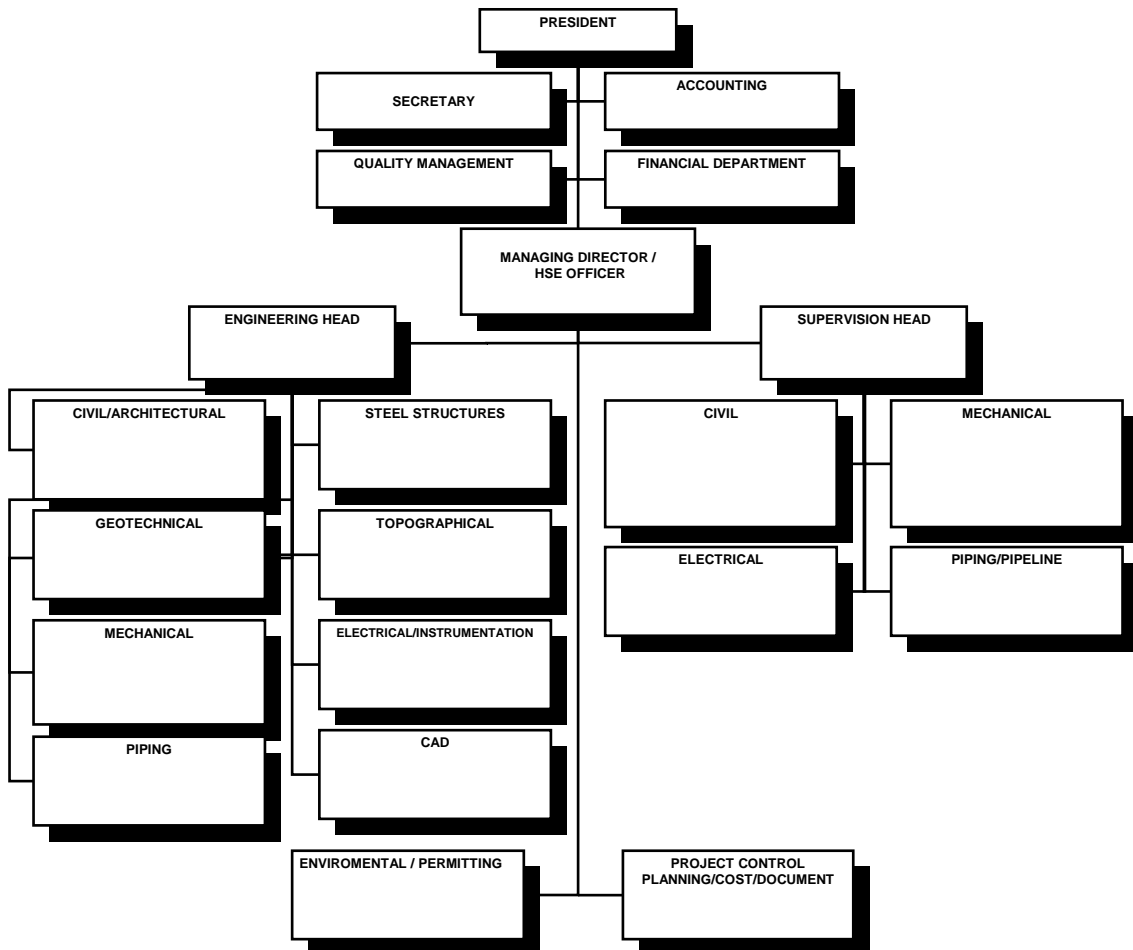 PRESIDENT
SECRETARY
ACCOUNTING
QUALITY MANAGEMENT
FINANCIAL DEPARTMENT
MANAGING DIRECTOR /
HSE OFFICER
ENGINEERING HEAD
SUPERVISION HEAD
CIVIL/ARCHITECTURAL
STEEL STRUCTURES
CIVIL
MECHANICAL
GEOTECHNICAL
TOPOGRAPHICAL
ELECTRICAL
PIPING/PIPELINE
MECHANICAL
ELECTRICAL/INSTRUMENTATION
PIPING
CAD
ENVIROMENTAL / PERMITTING
PROJECT CONTROL
PLANNING/COST/DOCUMENT